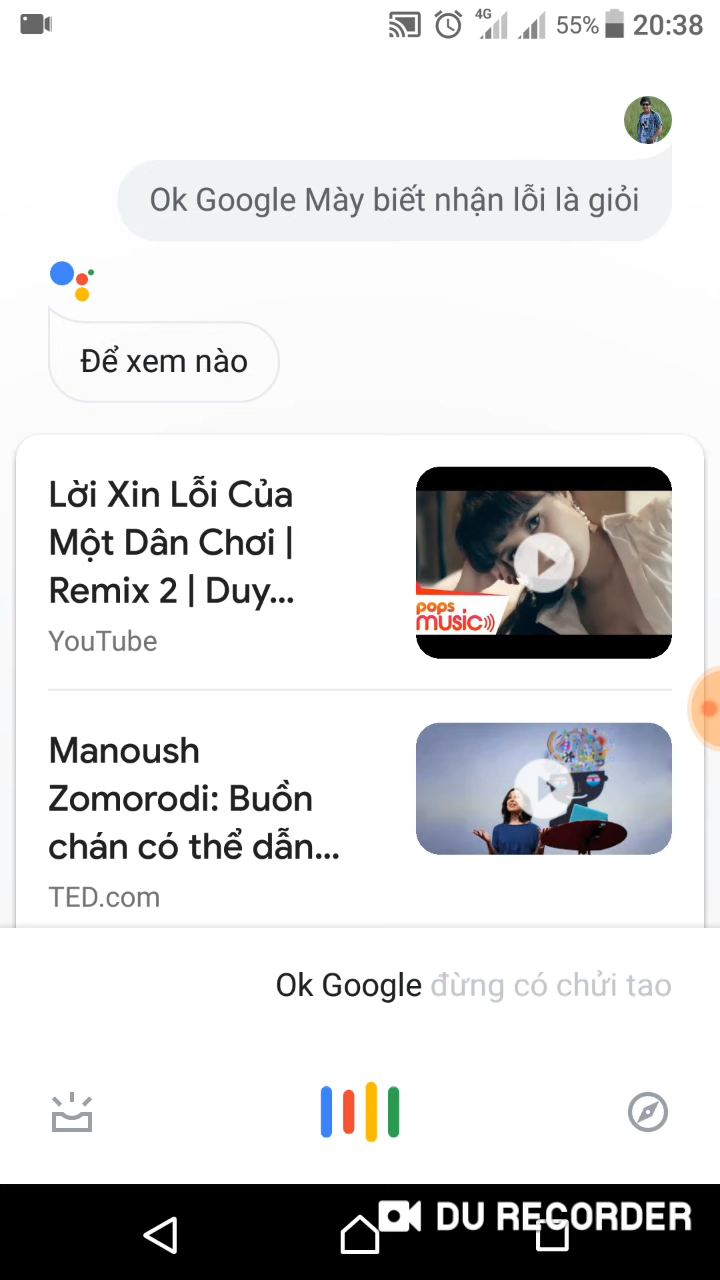 4G 55% 20:38
Ok Google Mày biết nhận lỗi là giỏi
Để xem nào
Lời Xin Lỗi Của
Một Dân Chơi |
Remix 2 | Duy...
YouTube
pops
music
Manoush
Zomorodi: Buồn
chán có thể dẫn...
TED.com
Ok Google đừng có chửi tao
DU RECORDER